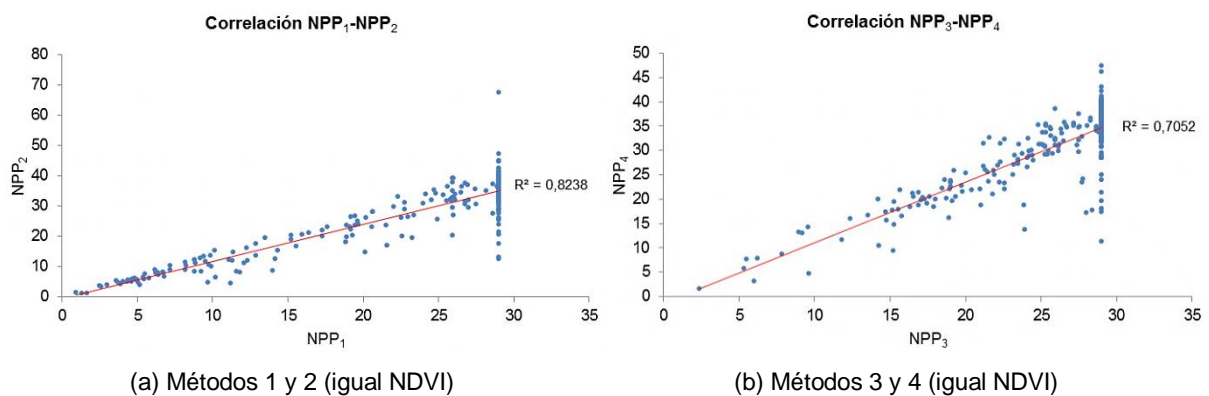 Correlación NPP₁-NPP₂
80
70
60
50
40
30
20
10
0
NPP₂
R² = 0,8238
0 5 10 15 20 25 30 35
NPP₁
(a) Métodos 1 y 2 (igual NDVI)
Correlación NPP₃-NPP₄
50
45
40
35
30
25
20
15
10
5
0
NPP₄
R² = 0,7052
0 5 10 15 20 25 30 35
NPP₃
(b) Métodos 3 y 4 (igual NDVI)